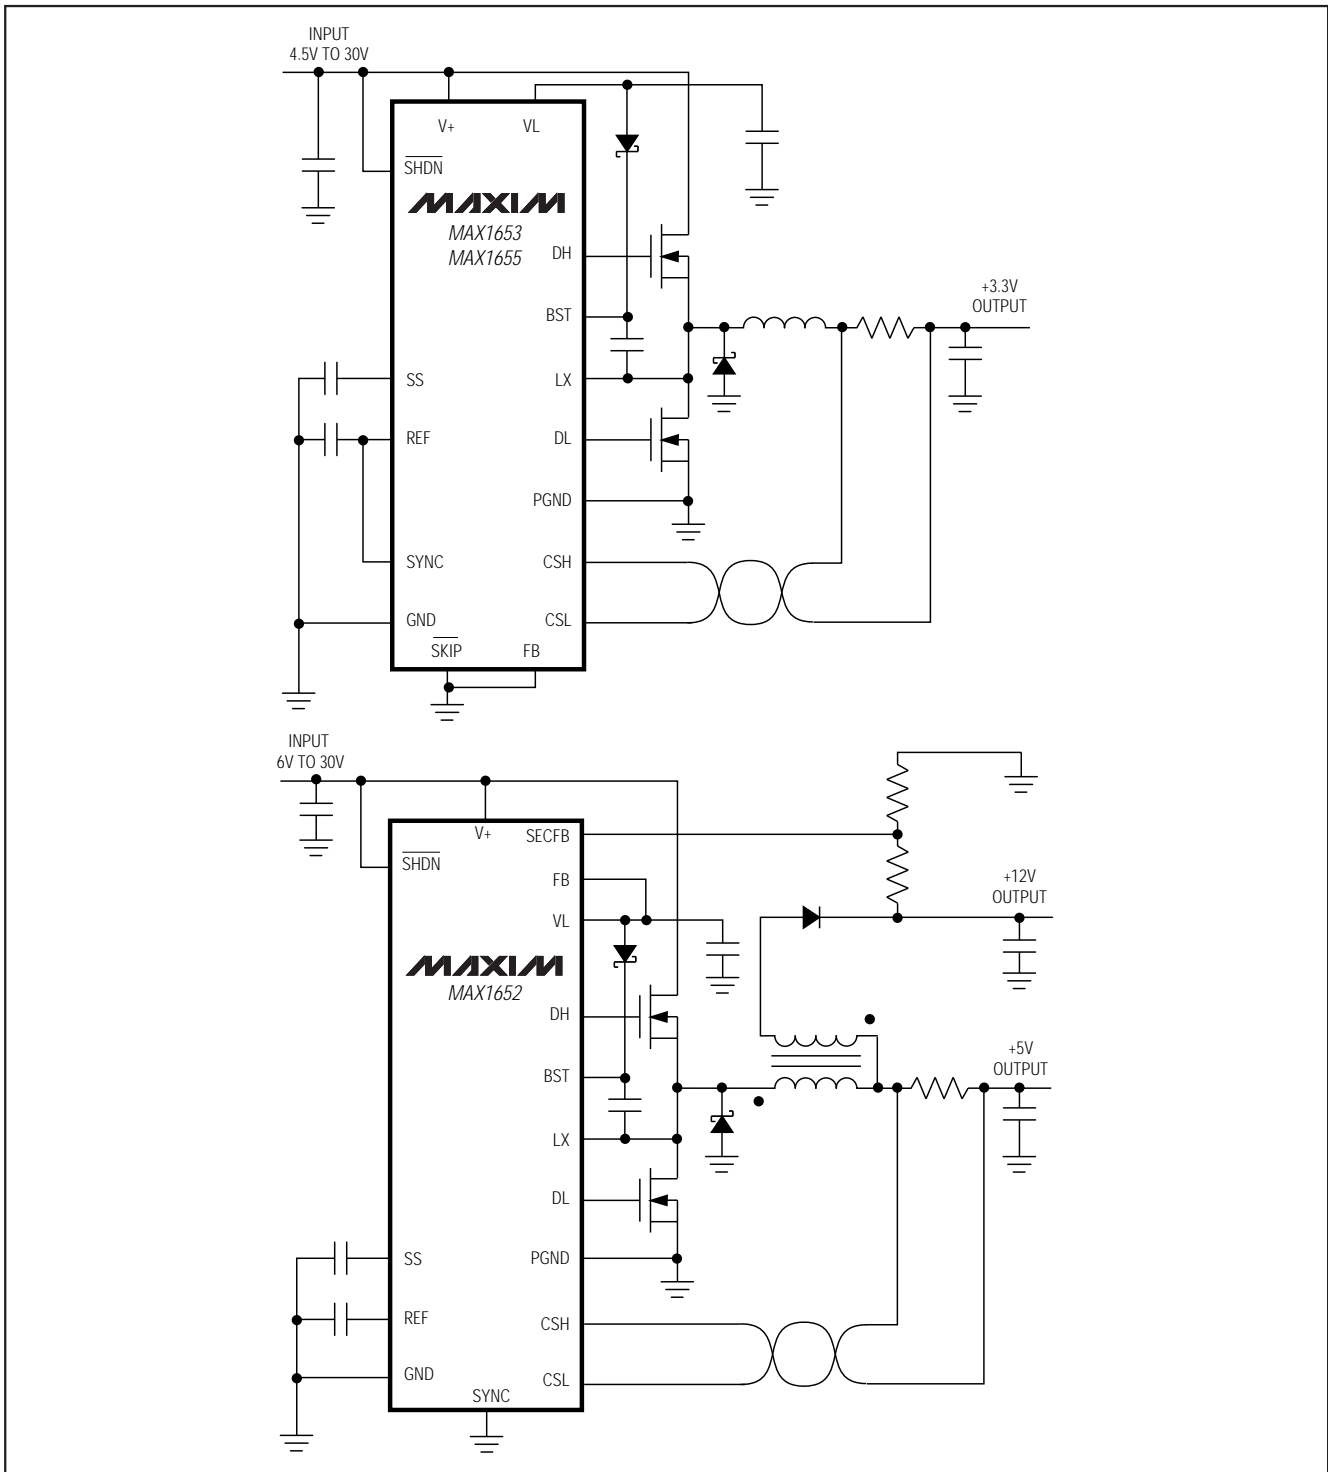 INPUT
4.5V TO 30V
V+
VL
SHDN
MAXIM
MAX1653
MAX1655
DH
+3.3V
OUTPUT
BST
SS
LX
REF
DL
PGND
SYNC
CSH
GND
CSL
SKIP
FB
INPUT
6V TO 30V
V+
SECFB
SHDN
FB
+12V
OUTPUT
VL
MAXIM
MAX1652
DH
+5V
OUTPUT
BST
LX
DL
SS
PGND
REF
CSH
GND
CSL
SYNC